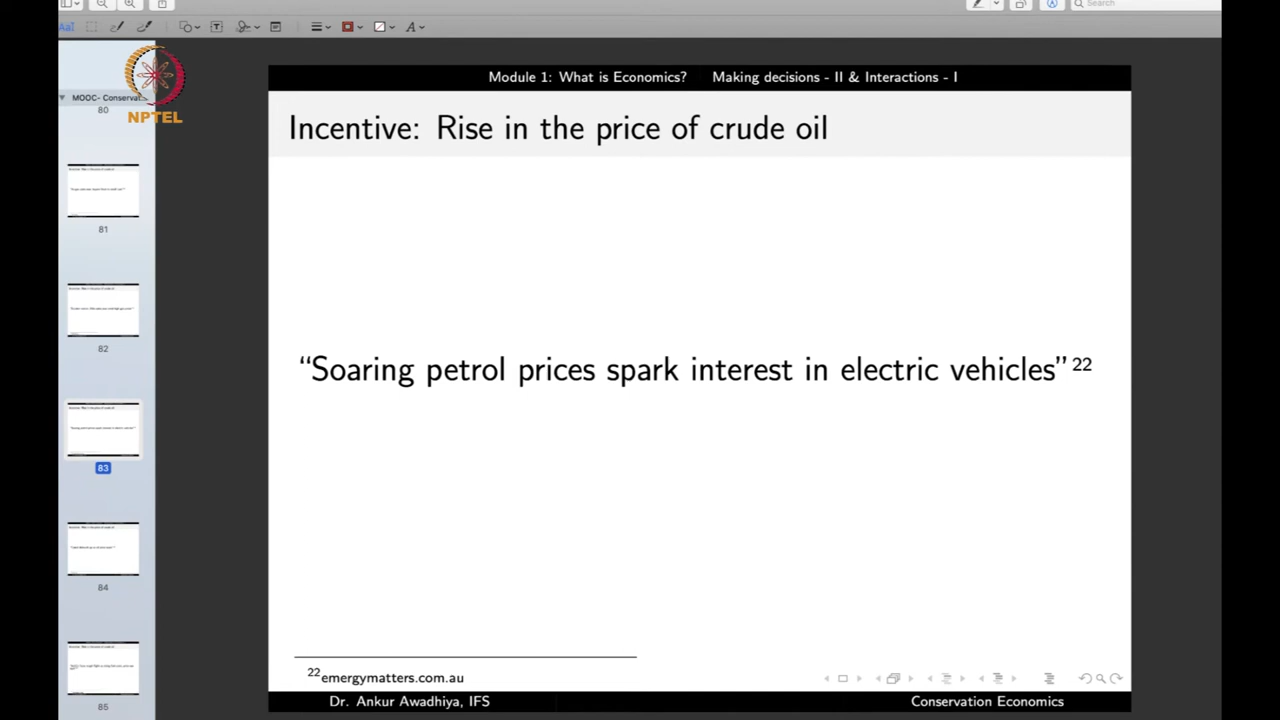 Search
NPTEL
MOOC- Conservat...
80
81
82
83
84
85
Module 1: What is Economics? Making decisions - II & Interactions - I
Incentive: Rise in the price of crude oil
“Soaring petrol prices spark interest in electric vehicles”22
22emergymatters.com.au
Dr. Ankur Awadhiya, IFS Conservation Economics